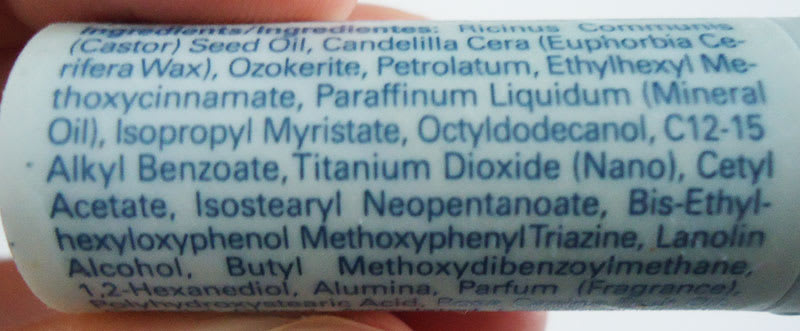 Ingredients/Ingredientes: Ricinus Communis
(Castor) Seed Oil, Candelilla Cera (Euphorbia Ce-
rifera Wax), Ozokerite, Petrolatum, Ethylhexyl Me-
thoxycinnamate, Paraffinum Liquidum (Mineral
Oil), Isopropyl Myristate, Octyldodecanol, C12-15
Alkyl Benzoate, Titanium Dioxide (Nano), Cetyl
Acetate, Isostearyl Neopentanoate, Bis-Ethyl-
hexyloxyphenol Methoxyphenyl Triazine, Lanolin
Alcohol, Butyl Methoxydibenzoylmethane,
1,2-Hexanediol, Alumina, Parfum (Fragrance),
Polyhydroxystearic Acid,